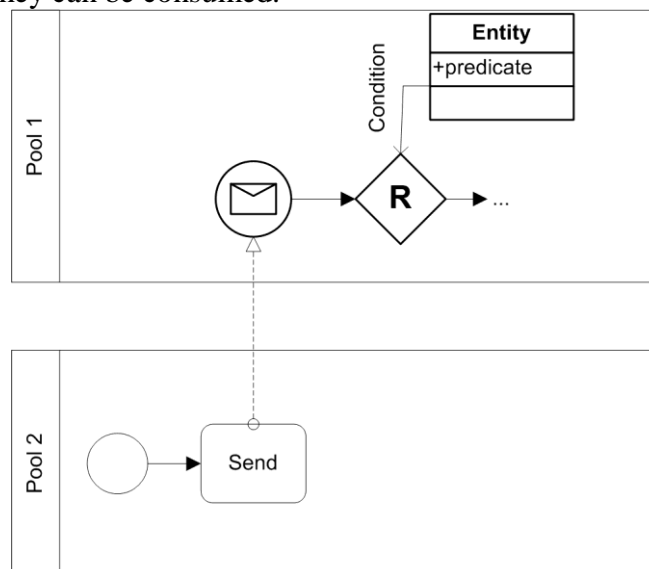 they can be consumed.
Entity
+predicate
Condition
Pool 1
R
...
Pool 2
Send